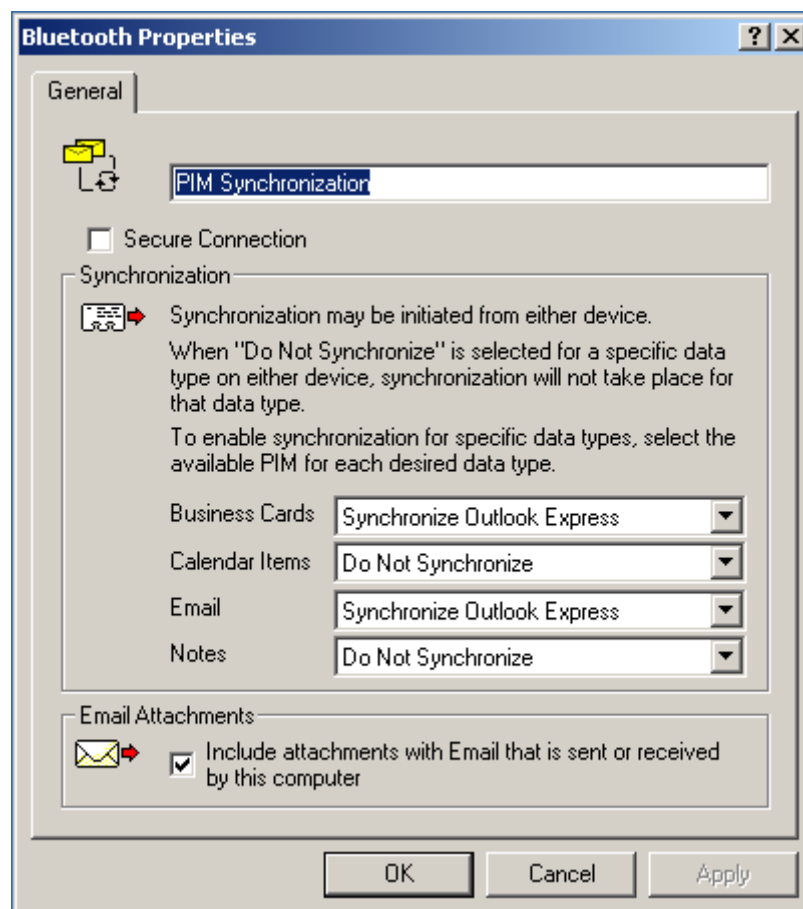 Bluetooth Properties
General
PIM Synchronization
Secure Connection
Synchronization
Synchronization may be initiated from either device.
When "Do Not Synchronize" is selected for a specific data
type on either device, synchronization will not take place for
that data type.
To enable synchronization for specific data types, select the
available PIM for each desired data type.
Business Cards Synchronize Outlook Express
Calendar Items Do Not Synchronize
Email Synchronize Outlook Express
Notes Do Not Synchronize
Email Attachments
Include attachments with Email that is sent or received
by this computer
OK Cancel Apply